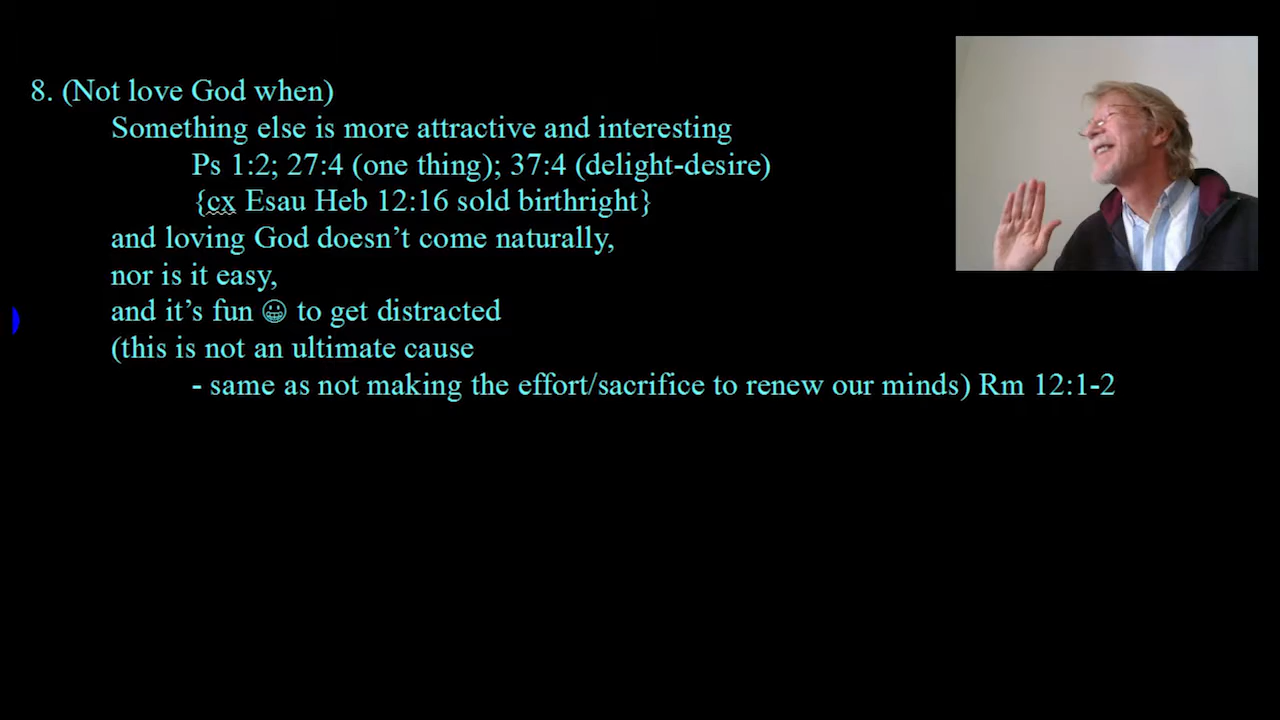 8. (Not love God when)
Something else is more attractive and interesting
Ps 1:2; 27:4 (one thing); 37:4 (delight-desire)
{cx Esau Heb 12:16 sold birthright}
and loving God doesn’t come naturally,
nor is it easy,
and it’s fun 😀 to get distracted
(this is not an ultimate cause
- same as not making the effort/sacrifice to renew our minds) Rm 12:1-2